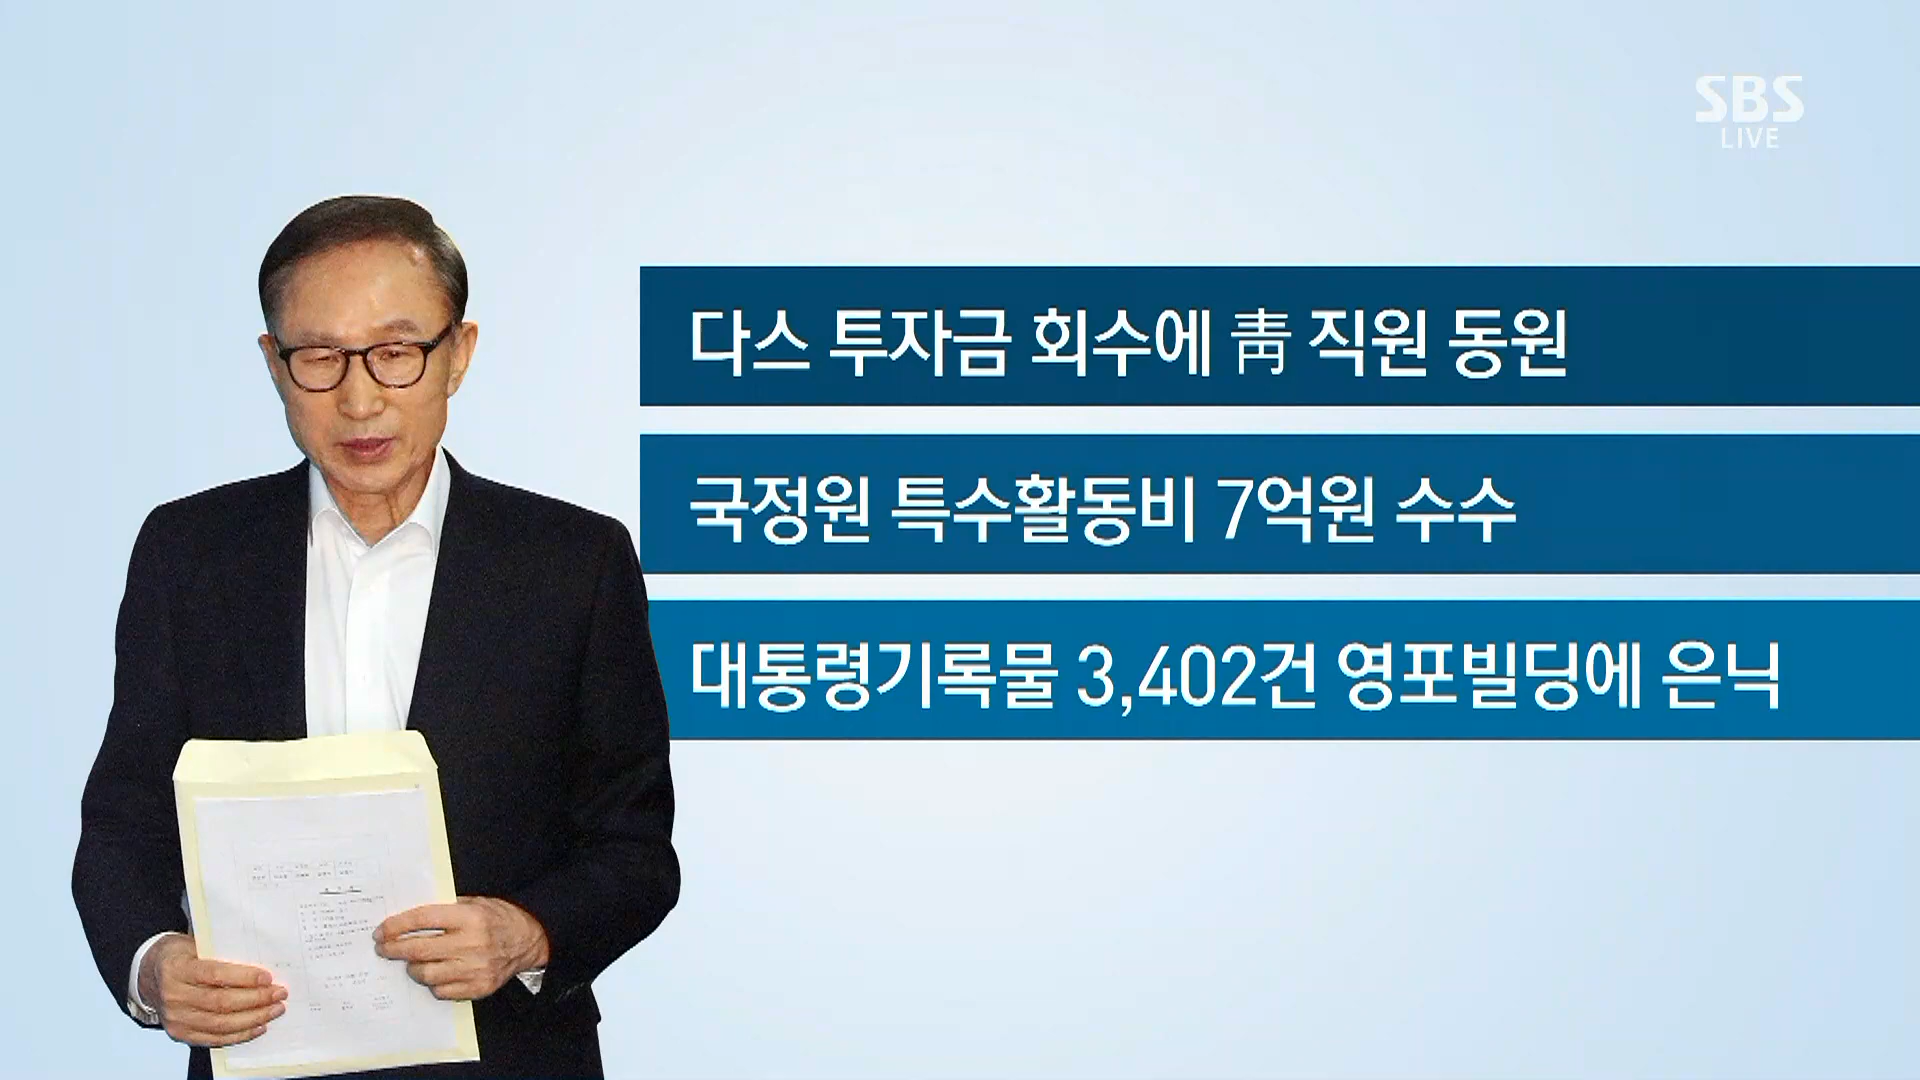 SBS
LIVE
다스 투자금 회수에 靑 직원 동원
국정원 특수활동비 7억원 수수
대통령기록물 3,402건 영포빌딩에 은닉